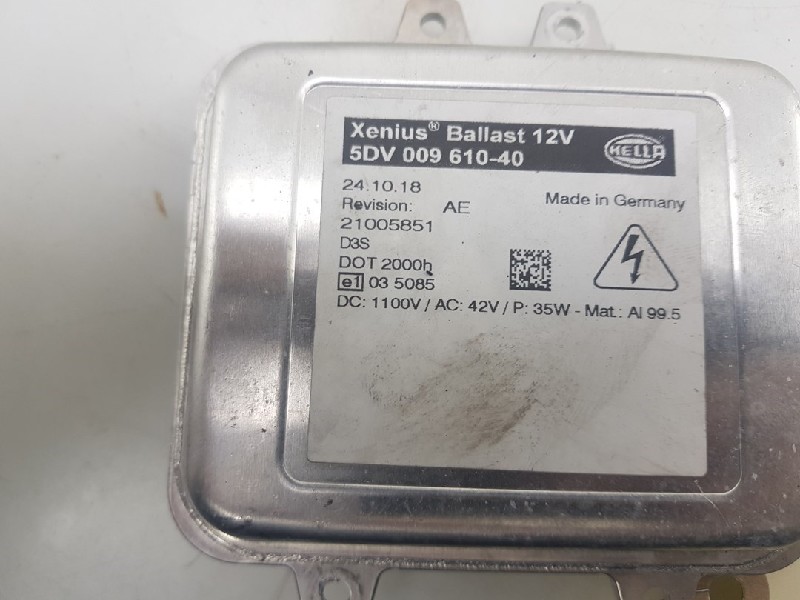 Xenius® Ballast 12V
5DV 009 610-40
HELLA
24.10.18
Revision: AE
Made in Germany
21005851
D3S
DOT 2000h
e1 03 5085
DC: 1100V / AC: 42V / P: 35W - Mat.: Al 99.5